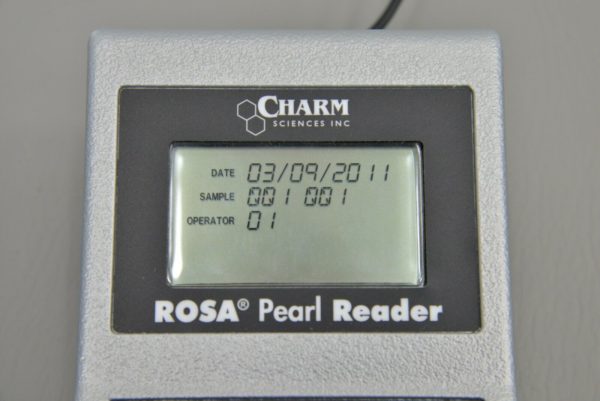 CHARM
SCIENCES INC
DATE 03/09/2011
SAMPLE 001 001
OPERATOR 01
ROSA® Pearl Reader